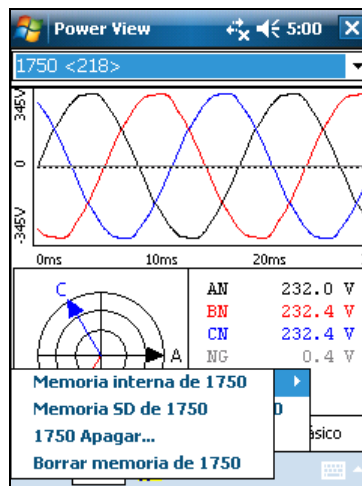 Power View 5:00
1750 <218>
345V
0
-345V
0ms 10ms 20ms
C
A
AN 232.0 V
BN 232.4 V
CN 232.4 V
NG 0.4 V
Memoria interna de 1750
Memoria SD de 1750
1750 Apagar...
Borrar memoria de 1750